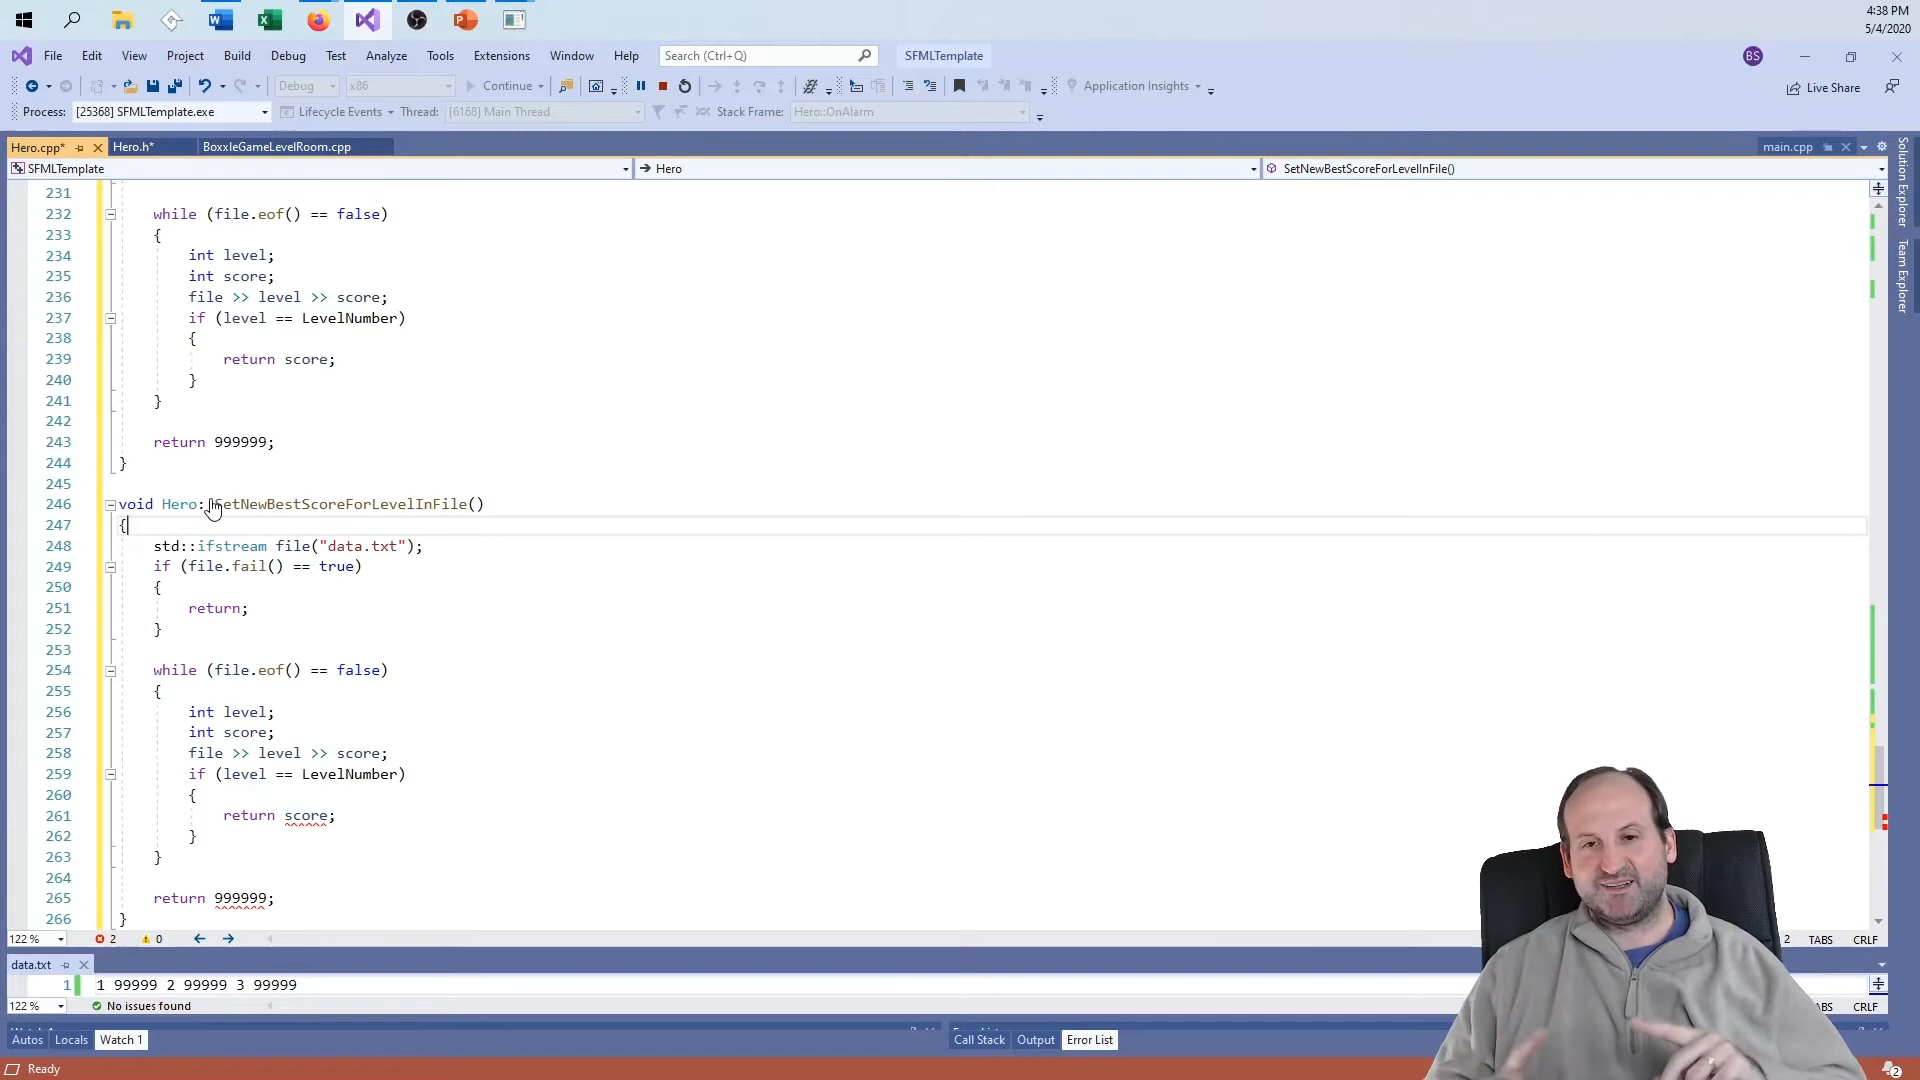 4:38 PM
5/4/2020
File Edit View Project Build Debug Test Analyze Tools Extensions Window Help Search (Ctrl+Q) SFMLTemplate BS
Debug x86 Continue Application Insights Live Share
Process: [25368] SFMLTemplate.exe Lifecycle Events Thread: [6168] Main Thread Stack Frame: Hero::OnAlarm
Hero.cpp* Hero.h* BoxxleGameLevelRoom.cpp main.cpp
SFMLTemplate Hero SetNewBestScoreForLevelInFile()
Solution Explorer
Team Explorer
231
232 while (file.eof() == false)
233 {
234 int level;
235 int score;
236 file >> level >> score;
237 if (level == LevelNumber)
238 {
239 return score;
240 }
241 }
242
243 return 999999;
244 }
245
246 void Hero: SetNewBestScoreForLevelInFile()
247 {
248 std::ifstream file("data.txt");
249 if (file.fail() == true)
250 {
251 return;
252 }
253
254 while (file.eof() == false)
255 {
256 int level;
257 int score;
258 file >> level >> score;
259 if (level == LevelNumber)
260 {
261 return score;
262 }
263 }
264
265 return 999999;
266 }
122 % 2 0 2 TABS CRLF
data.txt
1 1 99999 2 99999 3 99999
122 % No issues found ABS CRLF
Autos Locals Watch 1 Call Stack Output Error List
Ready 2